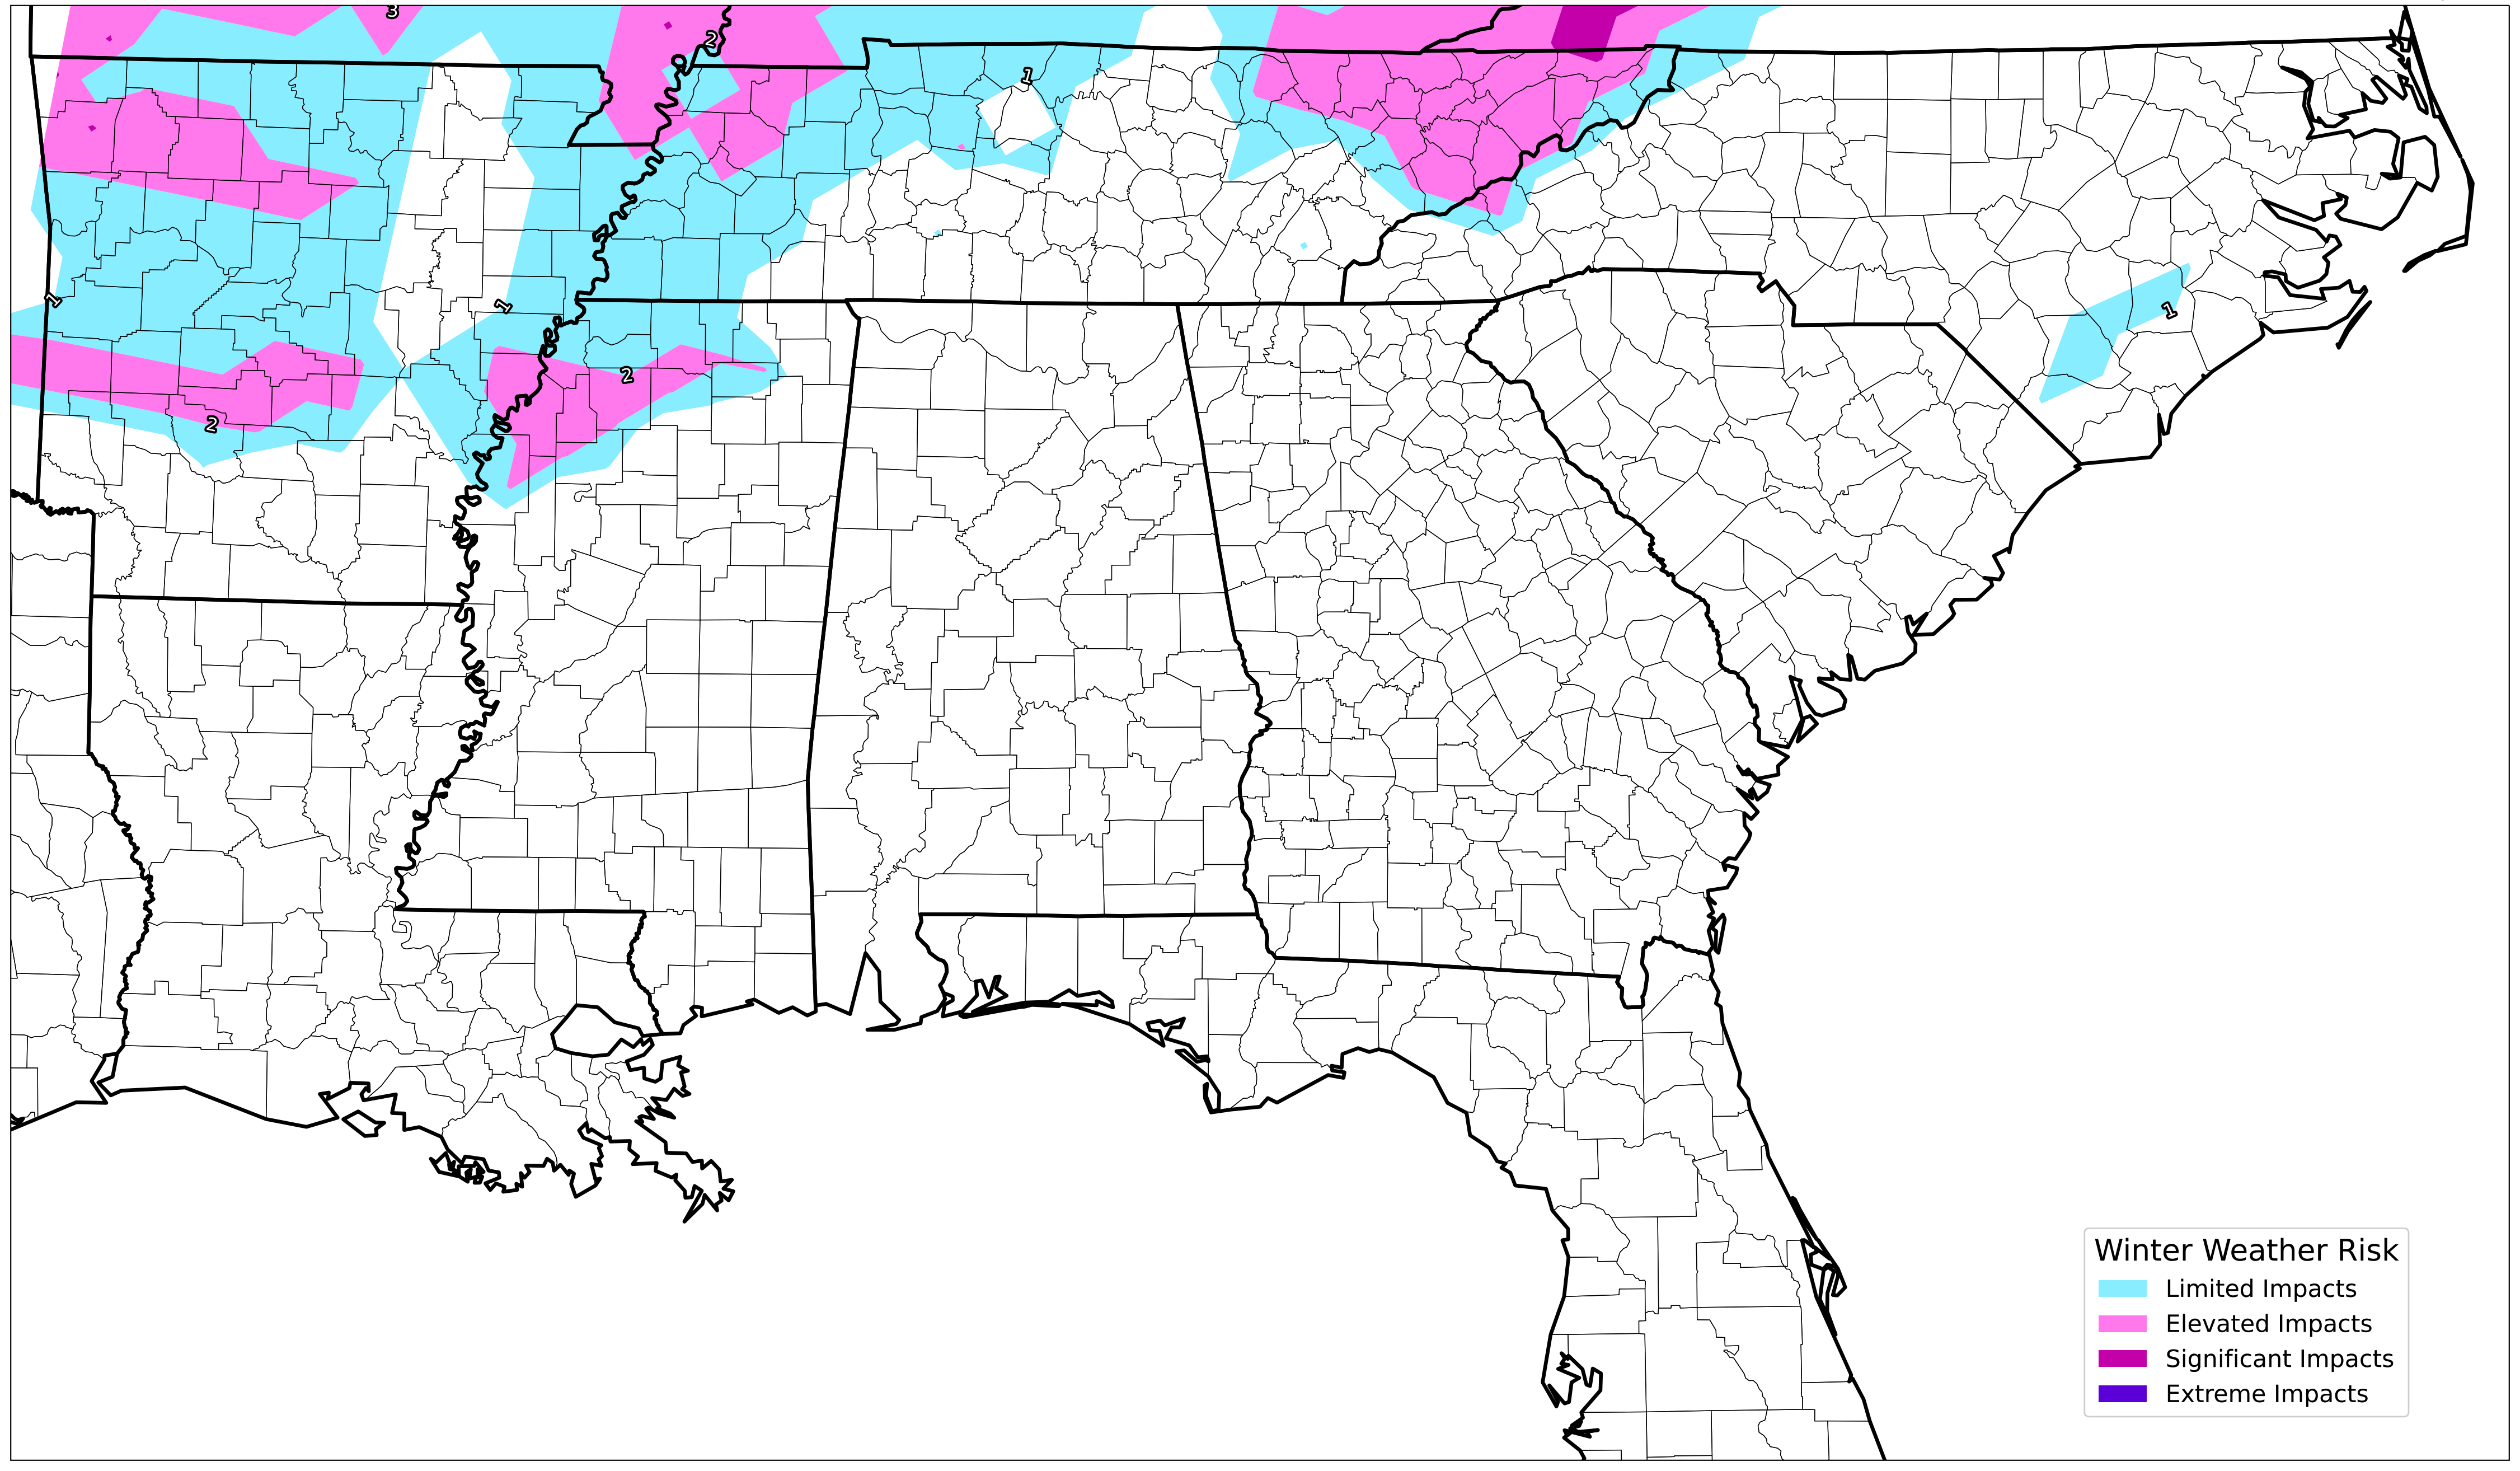 3
2
1
1
1
1
2
2
Winter Weather Risk
Limited Impacts
Elevated Impacts
Significant Impacts
Extreme Impacts